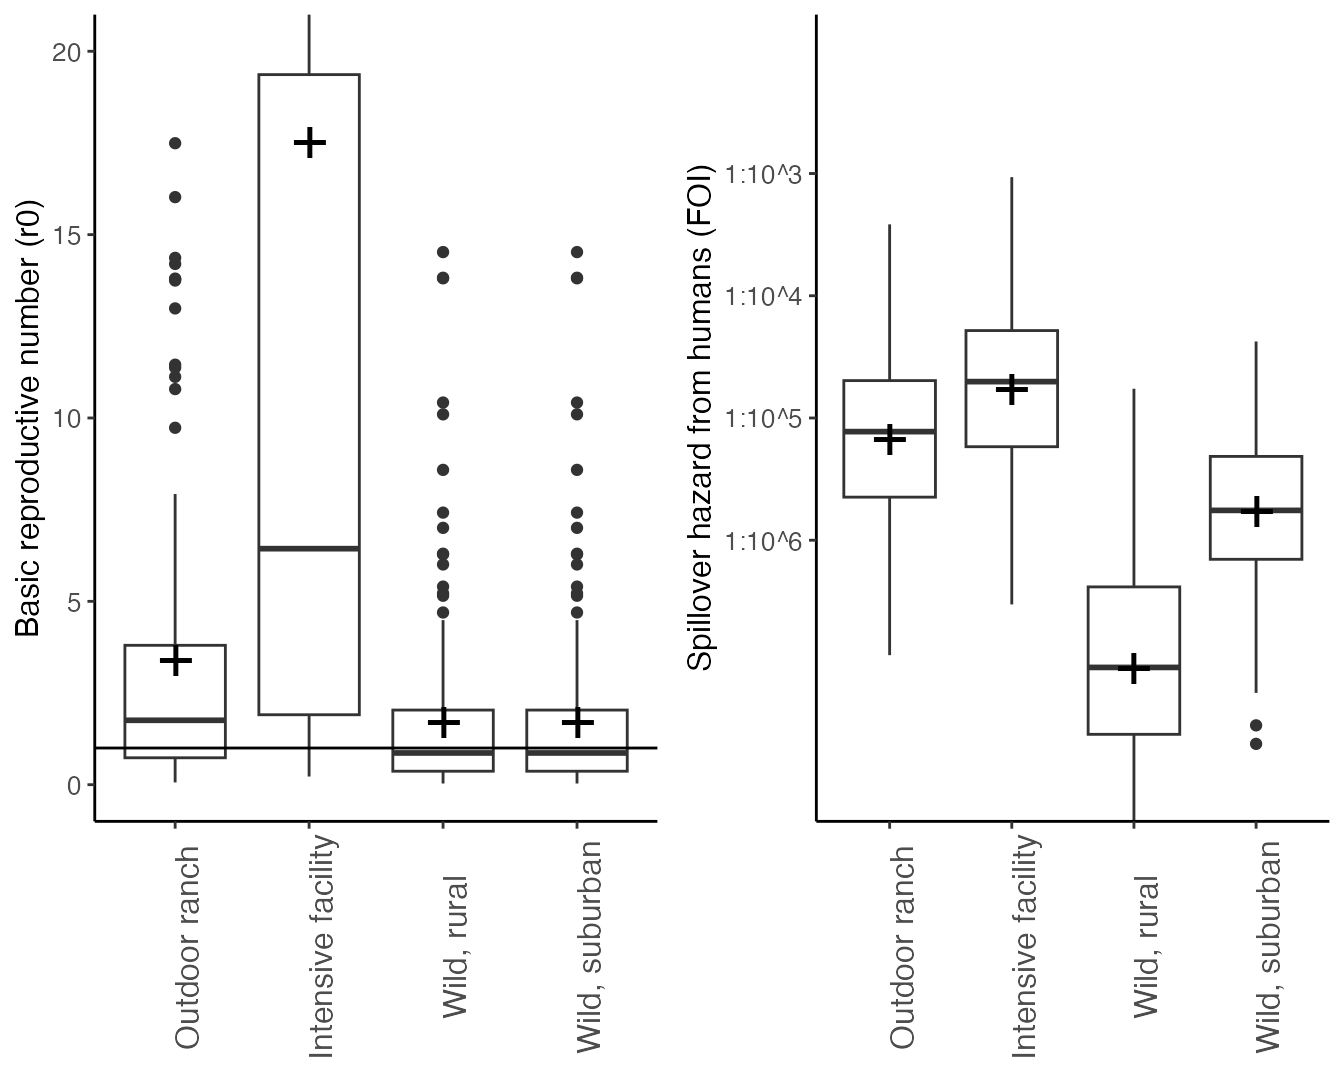 Basic reproductive number (r0)
20
15
10
5
0
Outdoor ranch
Intensive facility
Wild, rural
Wild, suburban
Spillover hazard from humans (FOI)
1:10^3
1:10^4
1:10^5
1:10^6
Outdoor ranch
Intensive facility
Wild, rural
Wild, suburban